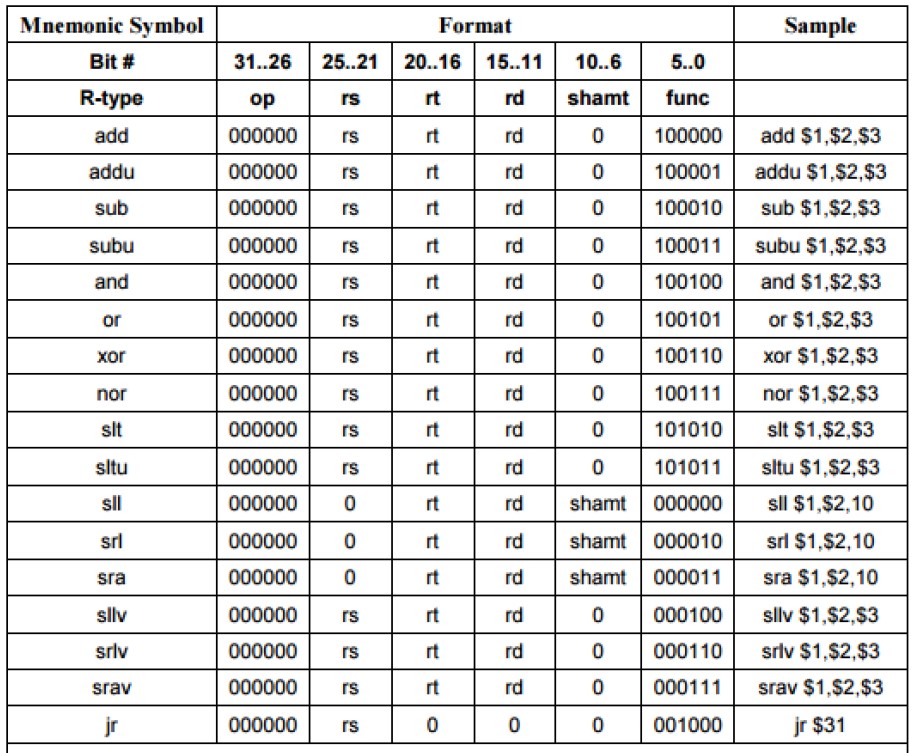 Mnemonic Symbol Format Sample
Bit # 31..26 25..21 20..16 15..11 10..6 5..0
R-type op rs rt rd shamt func
add 000000 rs rt rd 0 100000 add $1,$2,$3
addu 000000 rs rt rd 0 100001 addu $1,$2,$3
sub 000000 rs rt rd 0 100010 sub $1,$2,$3
subu 000000 rs rt rd 0 100011 subu $1,$2,$3
and 000000 rs rt rd 0 100100 and $1,$2,$3
or 000000 rs rt rd 0 100101 or $1,$2,$3
xor 000000 rs rt rd 0 100110 xor $1,$2,$3
nor 000000 rs rt rd 0 100111 nor $1,$2,$3
slt 000000 rs rt rd 0 101010 slt $1,$2,$3
sltu 000000 rs rt rd 0 101011 sltu $1,$2,$3
sll 000000 0 rt rd shamt 000000 sll $1,$2,10
srl 000000 0 rt rd shamt 000010 srl $1,$2,10
sra 000000 0 rt rd shamt 000011 sra $1,$2,10
sllv 000000 rs rt rd 0 000100 sllv $1,$2,$3
srlv 000000 rs rt rd 0 000110 srlv $1,$2,$3
srav 000000 rs rt rd 0 000111 srav $1,$2,$3
jr 000000 rs 0 0 0 001000 jr $31